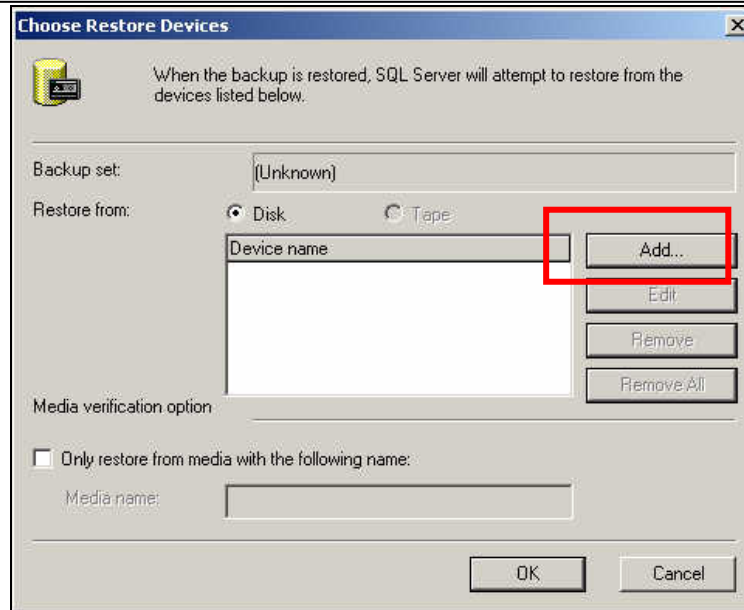 Choose Restore Devices
When the backup is restored, SQL Server will attempt to restore from the
devices listed below.
Backup set:
(Unknown)
Restore from:
Disk
Tape
Device name
Add...
Edit
Remove
Remove All
Media verification option
Only restore from media with the following name:
Media name:
OK
Cancel